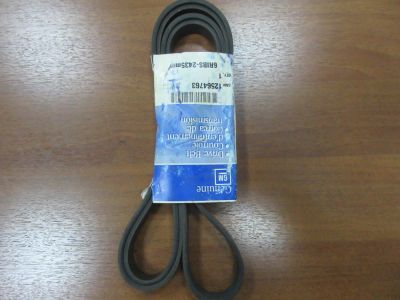 Genuine
GM
• Drive Belt
• Courroie
d'entraînement
• Correa de
transmisión
12564763
QTY. 1
6RIBS-2435mm